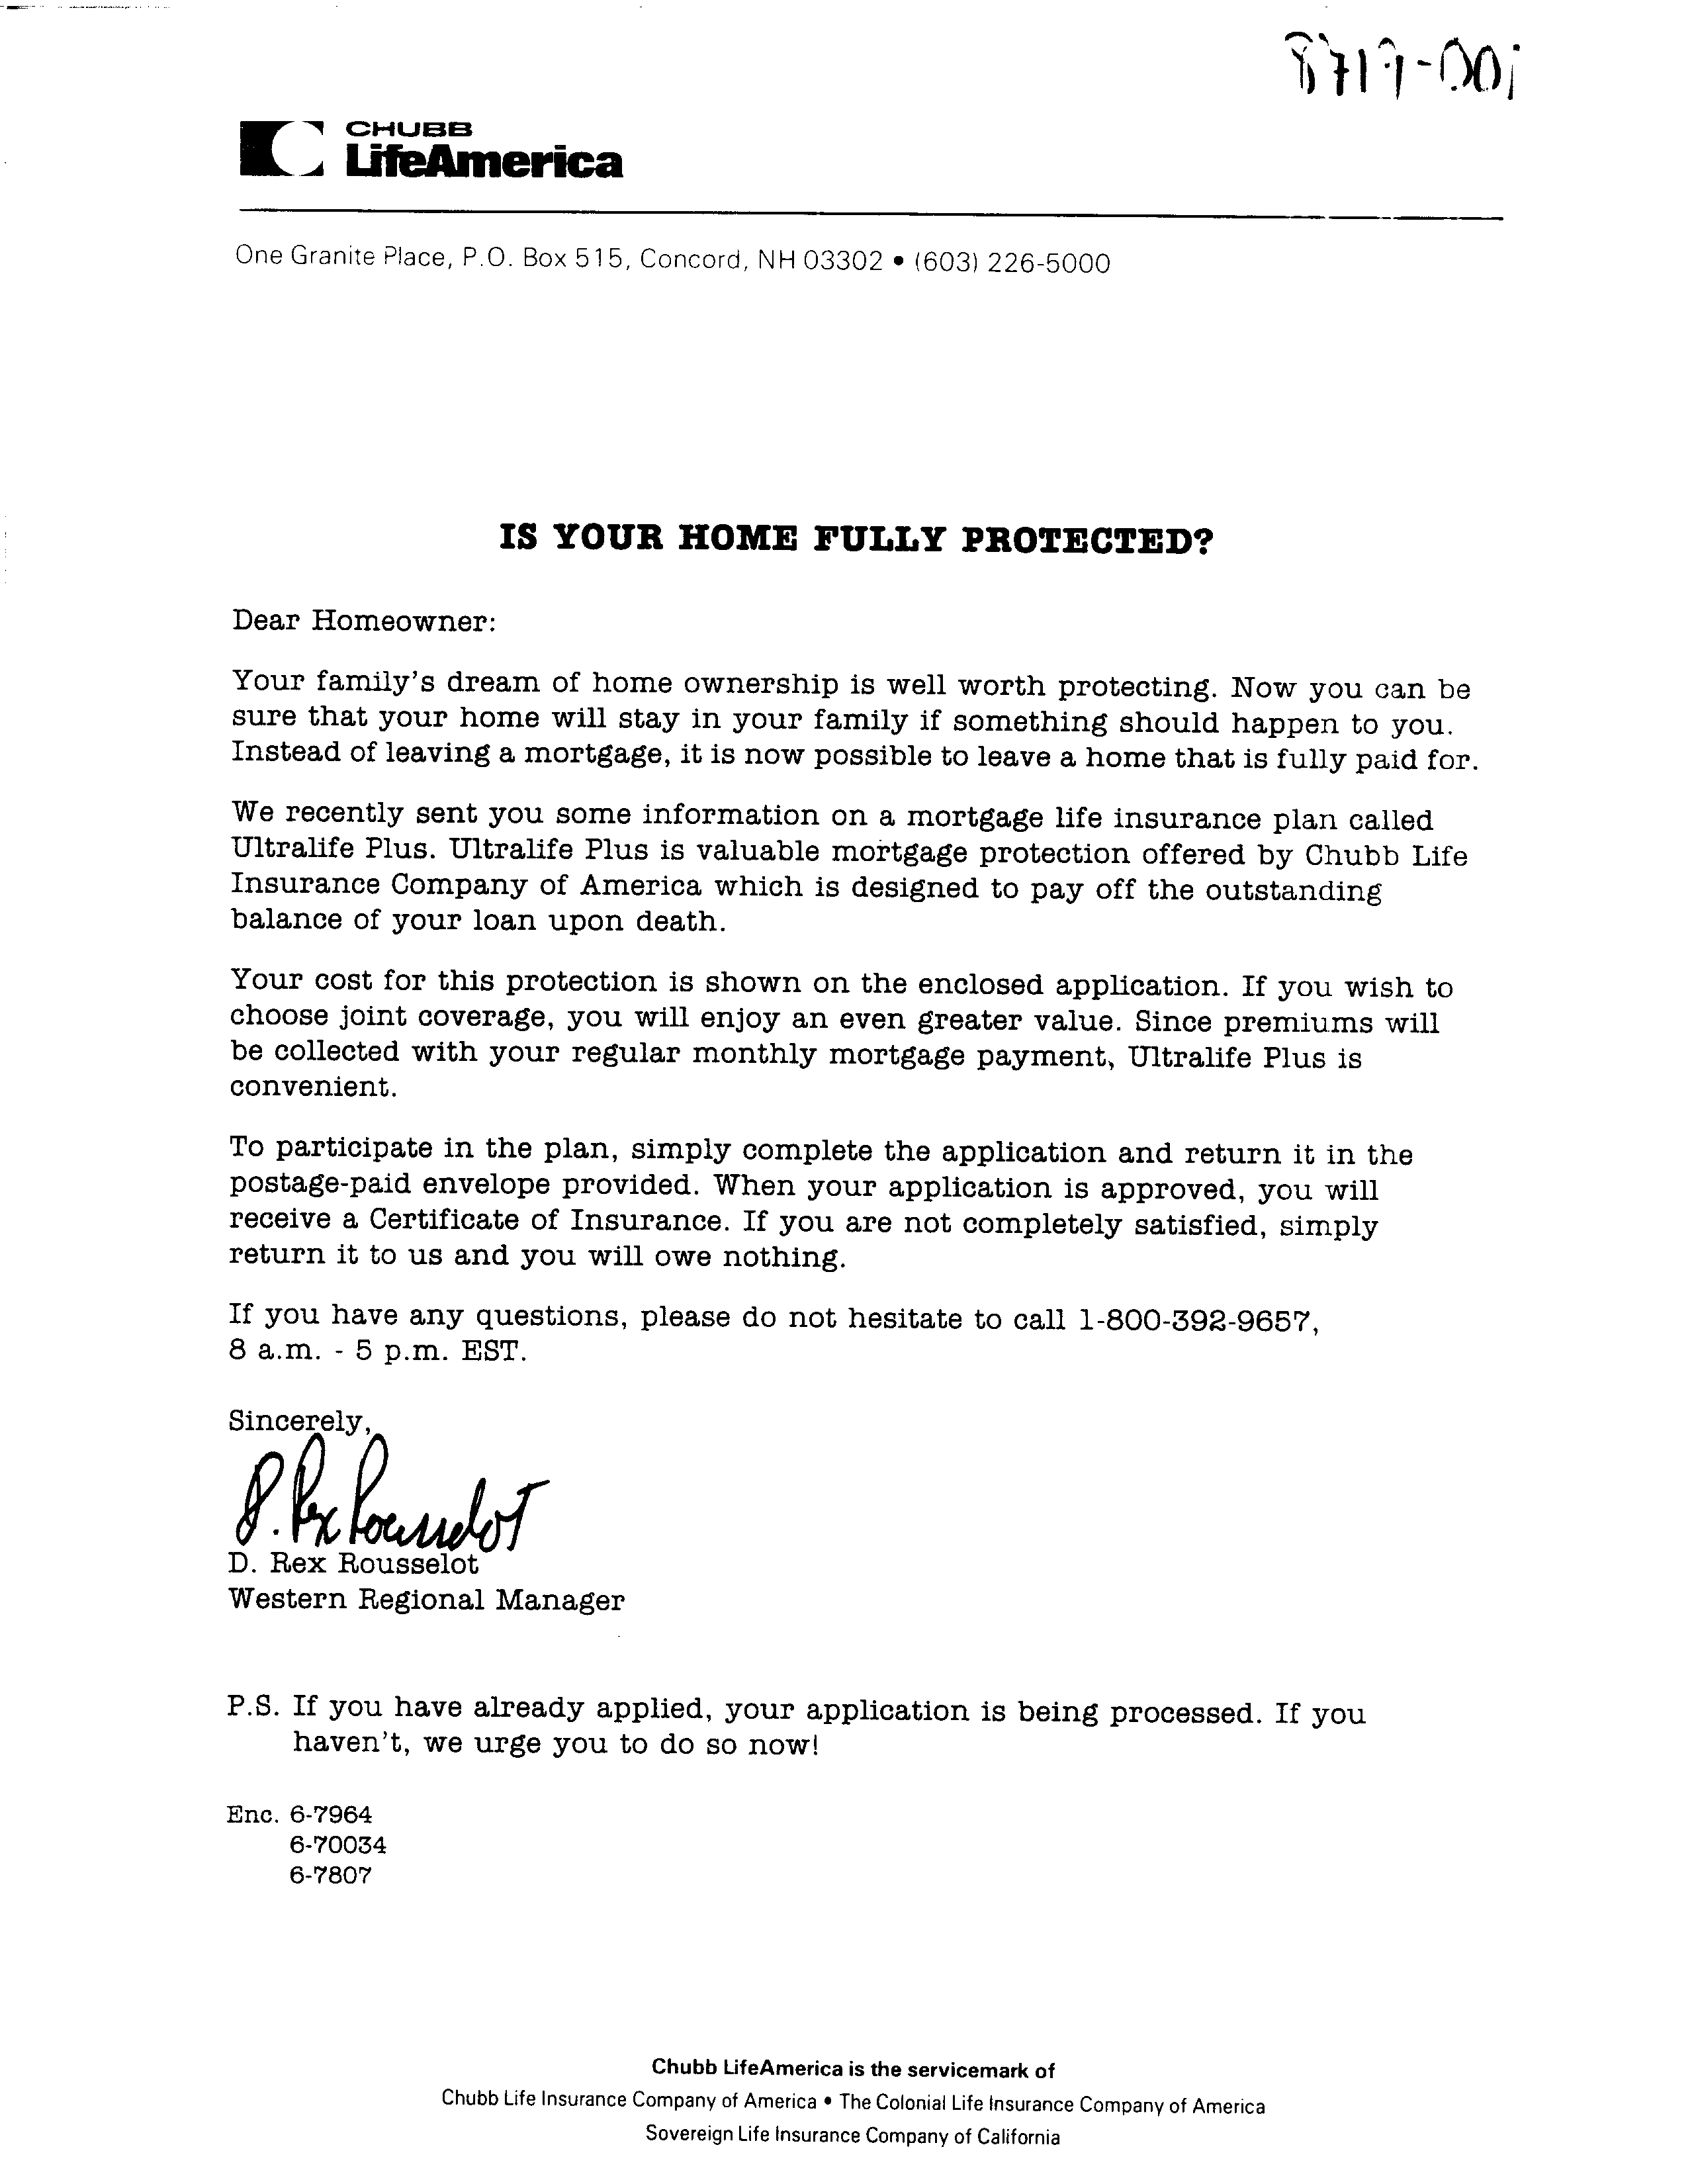 CHUBB
LifeAmerica
One Granite Place, P.O. Box 515, Concord, NH 03302 • (603) 226-5000
IS YOUR HOME FULLY PROTECTED?
Dear Homeowner:
Your family's dream of home ownership is well worth protecting. Now you can be
sure that your home will stay in your family if something should happen to you.
Instead of leaving a mortgage, it is now possible to leave a home that is fully paid for.
We recently sent you some information on a mortgage life insurance plan called
Ultralife Plus. Ultralife Plus is valuable mortgage protection offered by Chubb Life
Insurance Company of America which is designed to pay off the outstanding
balance of your loan upon death.
Your cost for this protection is shown on the enclosed application. If you wish to
choose joint coverage, you will enjoy an even greater value. Since premiums will
be collected with your regular monthly mortgage payment, Ultralife Plus is
convenient.
To participate in the plan, simply complete the application and return it in the
postage-paid envelope provided. When your application is approved, you will
receive a Certificate of Insurance. If you are not completely satisfied, simply
return it to us and you will owe nothing.
If you have any questions, please do not hesitate to call 1-800-392-9657,
8 a.m. - 5 p.m. EST.
Sincerely,
D. Rex Rousselot
D. Rex Rousselot
Western Regional Manager
P.S. If you have already applied, your application is being processed. If you
haven't, we urge you to do so now!
Enc. 6-7964
6-70034
6-7807
Chubb LifeAmerica is the servicemark of
Chubb Life Insurance Company of America • The Colonial Life Insurance Company of America
Sovereign Life Insurance Company of California